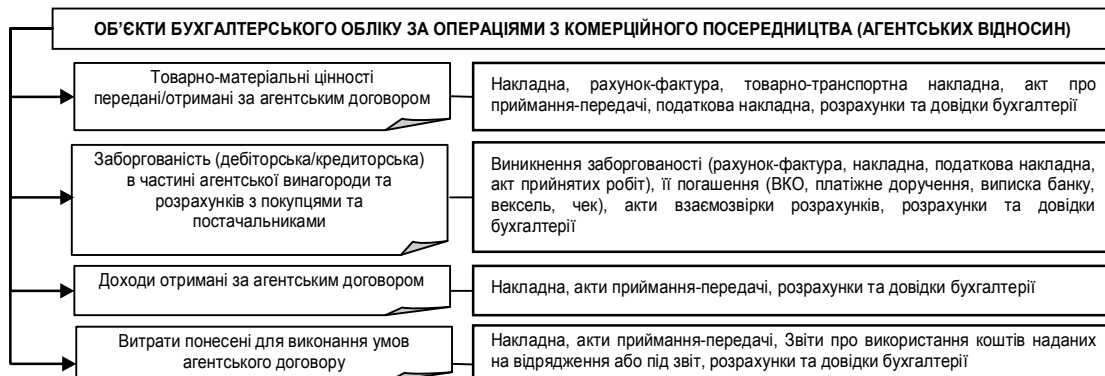 ОБ’ЄКТИ БУХГАЛТЕРСЬКОГО ОБЛІКУ ЗА ОПЕРАЦІЯМИ З КОМЕРЦІЙНОГО ПОСЕРЕДНИЦТВА (АГЕНТСЬКИХ ВІДНОСИН)
Товарно-матеріальні цінності
передані/отримані за агентським договором
Накладна, рахунок-фактура, товарно-транспортна накладна, акт про
приймання-передачі, податкова накладна, розрахунки та довідки бухгалтерії
Заборгованість (дебіторська/кредиторська)
в частині агентської винагороди та
розрахунків з покупцями та
постачальниками
Виникнення заборгованості (рахунок-фактура, накладна, податкова накладна,
акт прийнятих робіт), її погашення (ВКО, платіжне доручення, виписка банку,
вексель, чек), акти взаємозвірки розрахунків, розрахунки та довідки
бухгалтерії
Доходи отримані за агентським договором
Накладна, акти приймання-передачі, розрахунки та довідки бухгалтерії
Витрати понесені для виконання умов
агентського договору
Накладна, акти приймання-передачі, Звіти про використання коштів наданих
на відрядження або під звіт, розрахунки та довідки бухгалтерії